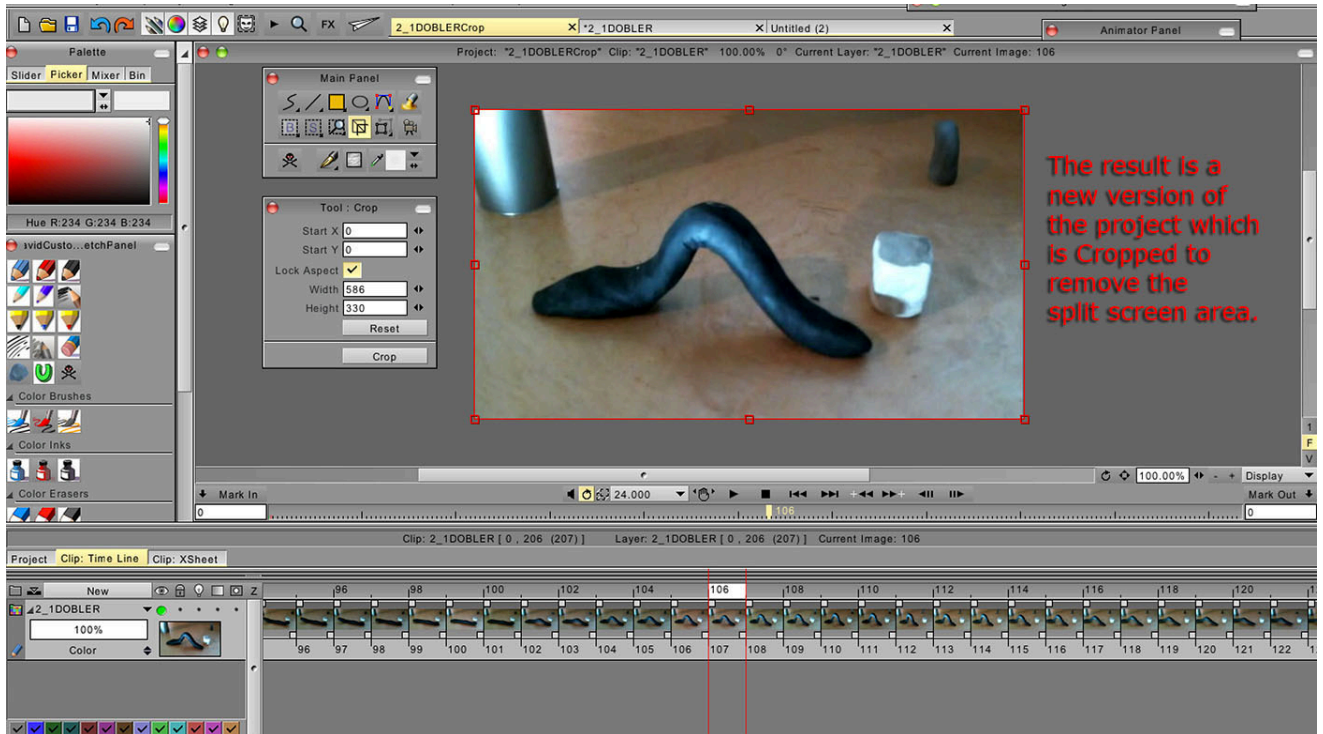 FX
2_1DOBLERCrop X *2_1DOBLER X Untitled (2) X
Animator Panel
Palette
Project: "2_1DOBLERCrop" Clip: "2_1DOBLER" 100.00% 0° Current Layer: "2_1DOBLER" Current Image: 106
Slider Picker Mixer Bin
Main Panel
B S
Hue R:234 G:234 B:234
Tool : Crop
Start X 0
Start Y 0
Lock Aspect
Width 586
Height 330
Reset
Crop
The result is a
new version of
the project which
is Cropped to
remove the
split screen area.
vidCusto...etchPanel
Color Brushes
Color Inks
Color Erasers
1
F
V
100.00% - + Display
Mark In 24.000 Mark Out
0 106 0
Clip: 2_1DOBLER [ 0 , 206 (207) ] Layer: 2_1DOBLER [ 0 , 206 (207) ] Current Image: 106
Project Clip: Time Line Clip: XSheet
New Z 96 98 100 102 104 106 108 110 112 114 116 118 120
2_1DOBLER
100%
Color 96 97 98 99 100 101 102 103 104 105 106 107 108 109 110 111 112 113 114 115 116 117 118 119 120 121 122